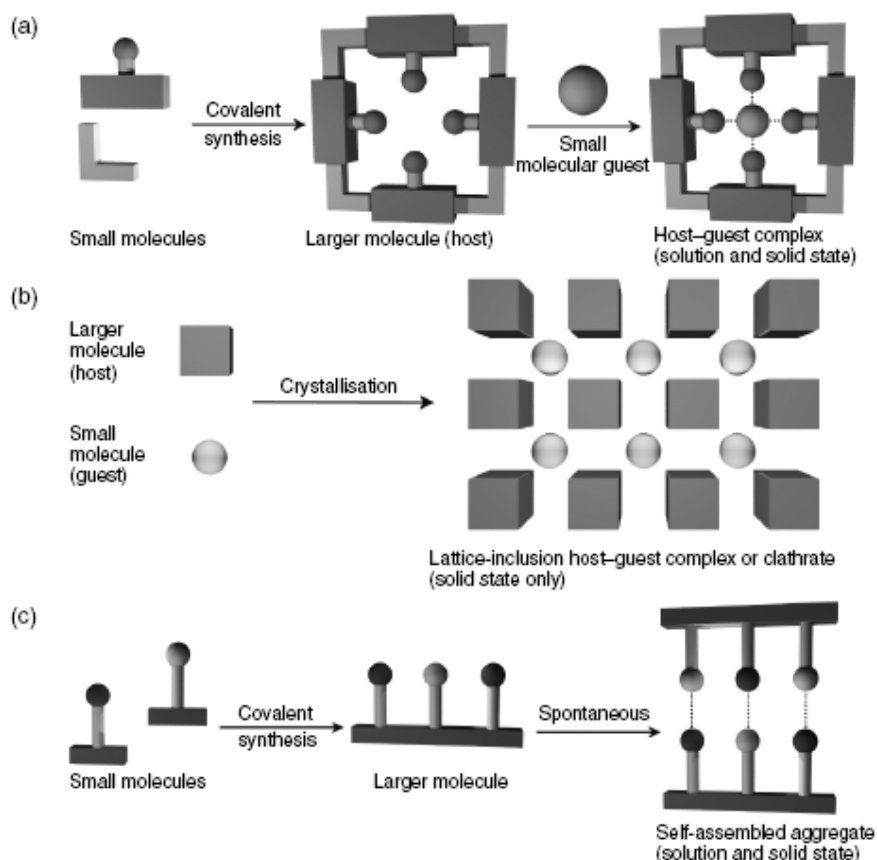 (a)
Covalent
synthesis
Small
molecular guest
Small molecules
Larger molecule (host)
Host–guest complex
(solution and solid state)
(b)
Larger
molecule
(host)
Crystallisation
Small
molecule
(guest)
Lattice-inclusion host–guest complex or clathrate
(solid state only)
(c)
Covalent
synthesis
Spontaneous
Small molecules
Larger molecule
Self-assembled aggregate
(solution and solid state)